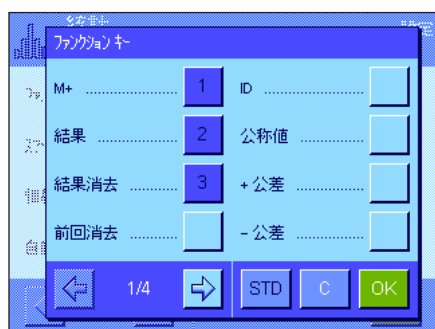 ファンクション キー
M+ ................... 1
ID ....................
結果 ................ 2
公称値 .............
結果消去 .......... 3
+ 公差 ..............
前回消去 ..........
− 公差 ..............
1/4
STD
C
OK